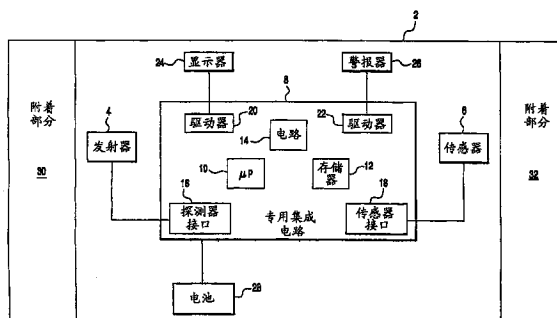 2
24
显示器
警报器
26
8
附着
部分
30
4
发射器
驱动器
20
14
电路
22
驱动器
6
传感器
附着
部分
32
10
μP
存储器
12
16
探测器
接口
专用集成
电路
18
传感器
接口
电池
28